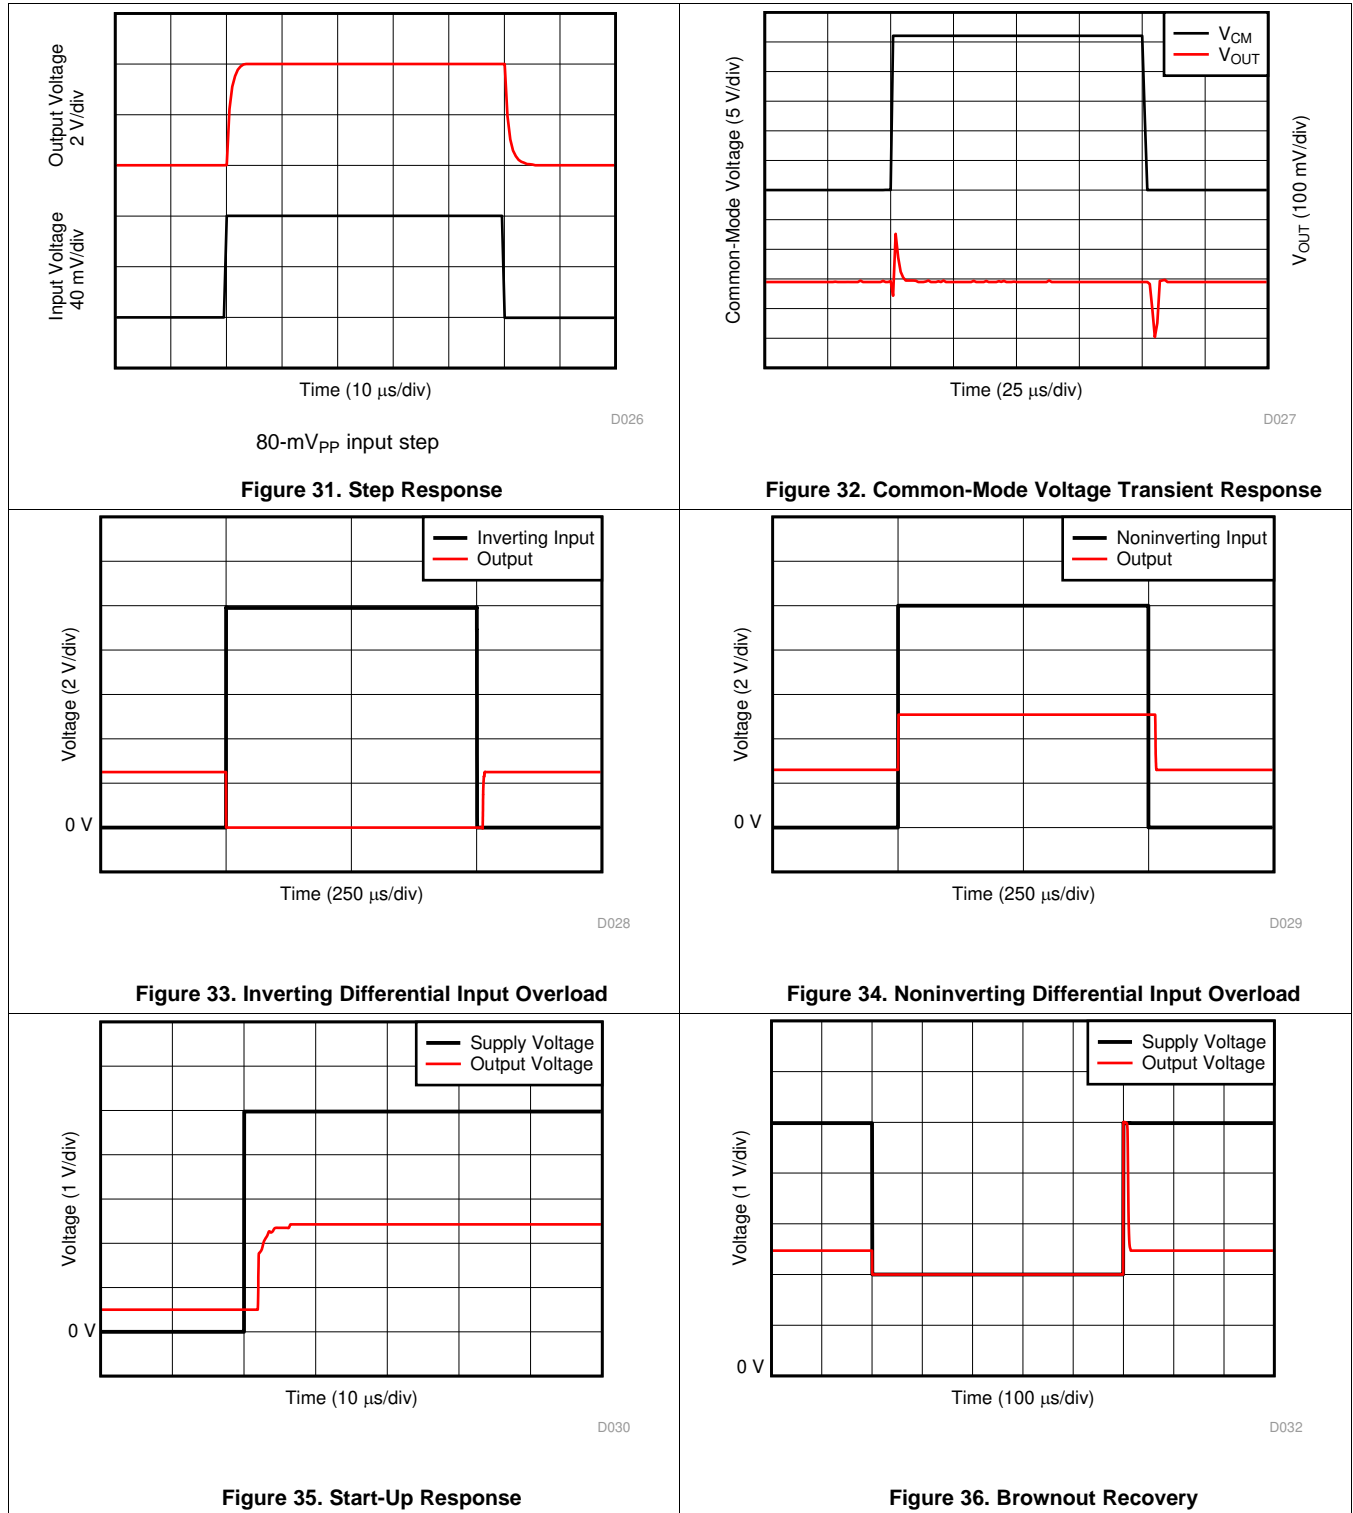 Output Voltage
2 V/div
Input Voltage
40 mV/div
Time (10 μs/div)
D026
80-mVPP input step
Figure 31. Step Response
VCM
VOUT
Common-Mode Voltage (5 V/div)
VOUT (100 mV/div)
Time (25 μs/div)
D027
Figure 32. Common-Mode Voltage Transient Response
Inverting Input
Output
Voltage (2 V/div)
0 V
Time (250 μs/div)
D028
Figure 33. Inverting Differential Input Overload
Noninverting Input
Output
Voltage (2 V/div)
0 V
Time (250 μs/div)
D029
Figure 34. Noninverting Differential Input Overload
Supply Voltage
Output Voltage
Voltage (1 V/div)
0 V
Time (10 μs/div)
D030
Figure 35. Start-Up Response
Supply Voltage
Output Voltage
Voltage (1 V/div)
0 V
Time (100 μs/div)
D032
Figure 36. Brownout Recovery